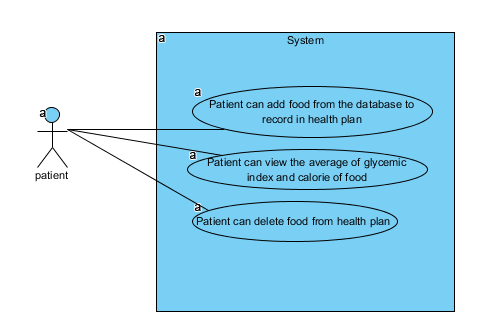 a
System
a
Patient can add food from the database to
record in health plan
a
patient
a
Patient can view the average of glycemic
index and calorie of food
a
Patient can delete food from health plan